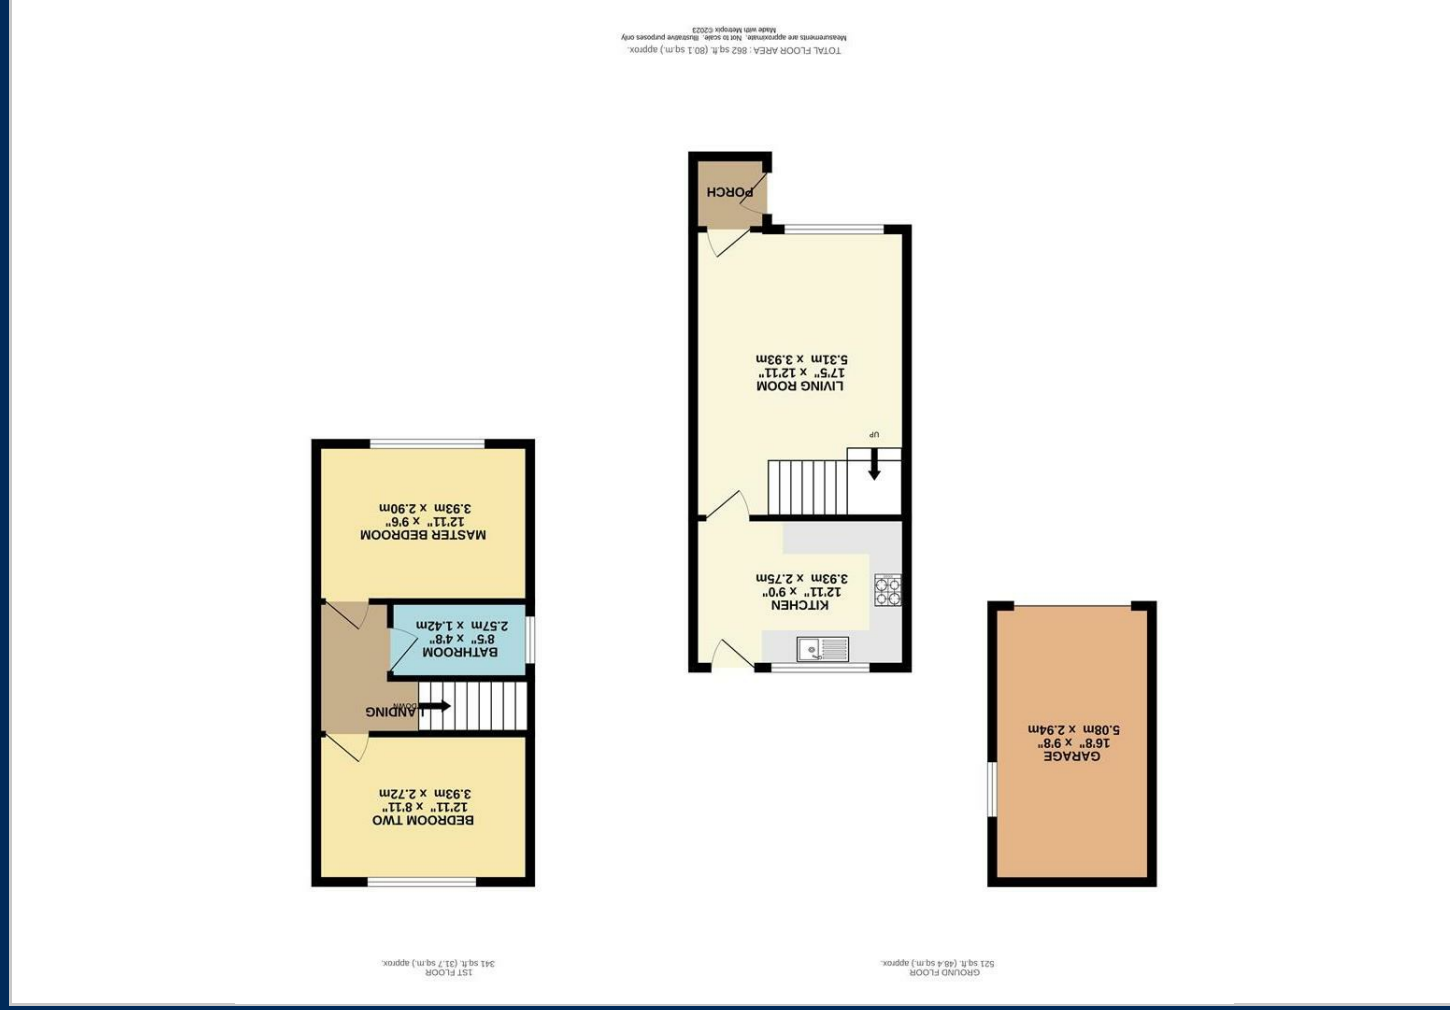 GROUND FLOOR
521 sq.ft. (48.4 sq.m.) approx.
1ST FLOOR
341 sq.ft. (31.7 sq.m.) approx.
GARAGE
16'8" x 9'8"
5.08m x 2.94m
KITCHEN
12'11" x 9'0"
3.93m x 2.75m
UP
LIVING ROOM
17'5" x 12'11"
5.31m x 3.93m
PORCH
BEDROOM TWO
12'11" x 8'11"
3.93m x 2.72m
LANDING
DOWN
BATHROOM
8'5" x 4'8"
2.57m x 1.42m
MASTER BEDROOM
12'11" x 9'6"
3.93m x 2.90m
TOTAL FLOOR AREA : 862 sq.ft. (80.1 sq.m.) approx.
Measurements are approximate. Not to scale. Illustrative purposes only
Made with Metropix ©2023